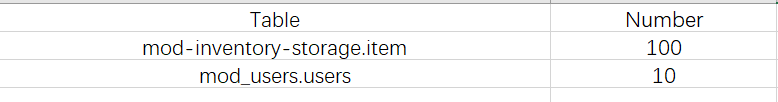 Table Number
mod-inventory-storage.item 100
mod_users.users 10